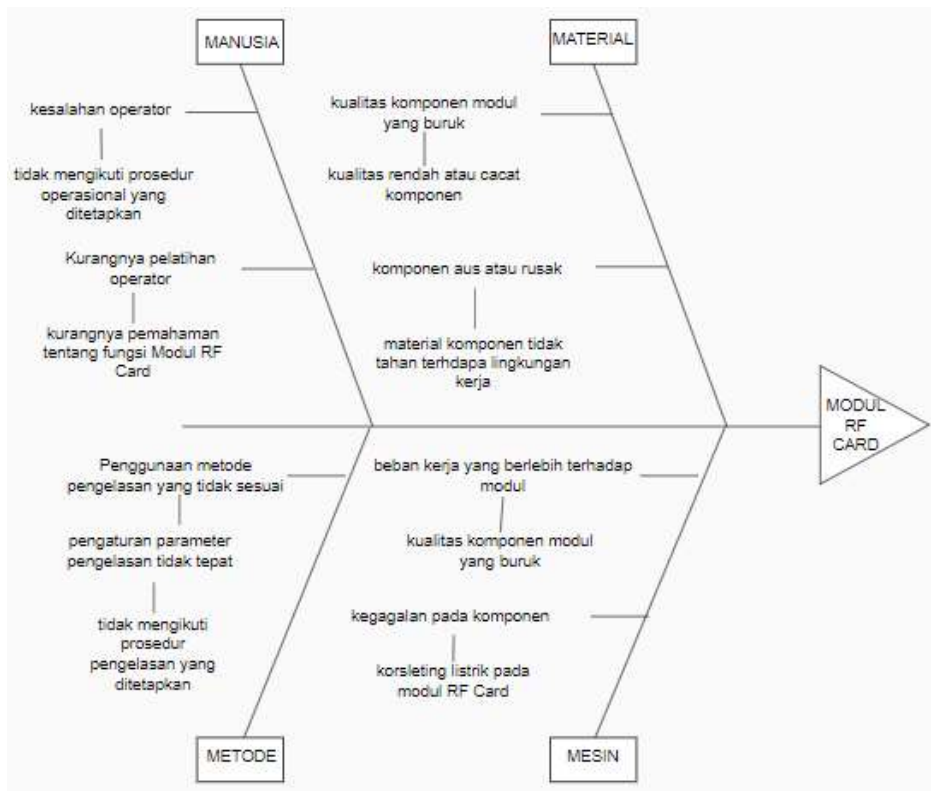 MANUSIA
MATERIAL
kesalahan operator
tidak mengikuti prosedur
operasional yang
ditetapkan
Kurangnya pelatihan
operator
kurangnya pemahaman
tentang fungsi Modul RF
Card
kualitas komponen modul
yang buruk
kualitas rendah atau cacat
komponen
komponen aus atau rusak
material komponen tidak
tahan terhdapa lingkungan
kerja
MODUL
RF
CARD
Penggunaan metode
pengelasan yang tidak sesuai
pengaturan parameter
pengelasan tidak tepat
tidak mengikuti
prosedur
pengelasan yang
ditetapkan
beban kerja yang berlebih terhadap
modul
kualitas komponen modul
yang buruk
kegagalan pada komponen
korsleting listrik pada
modul RF Card
METODE
MESIN